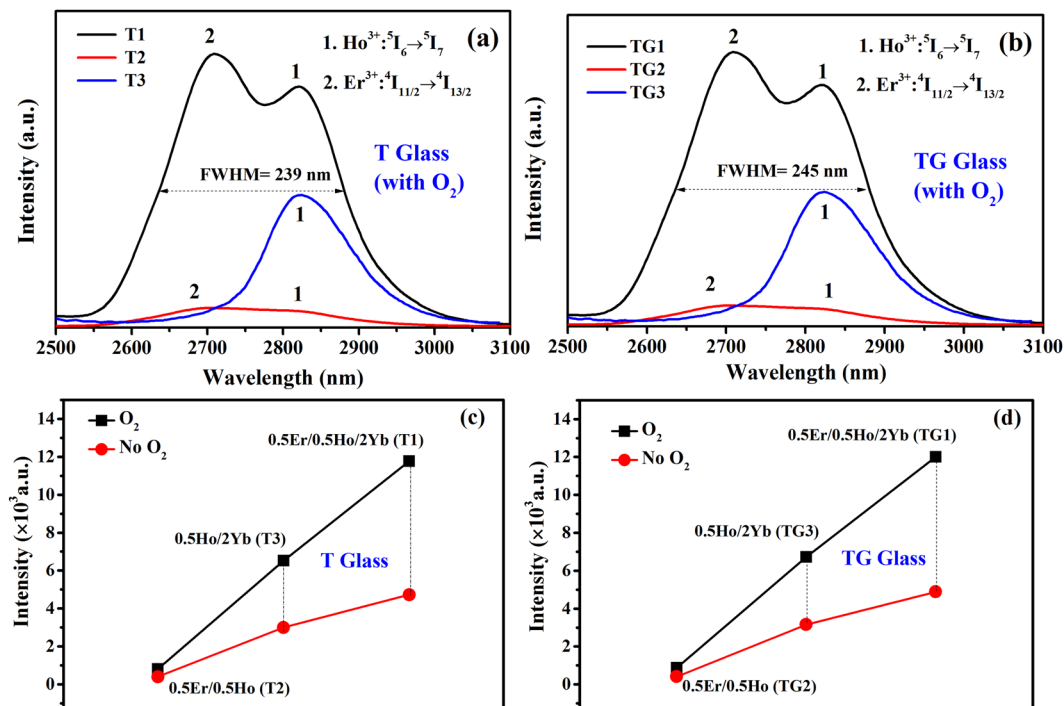 T1
T2
T3
2
1
1. Ho³⁺:⁵I₆→⁵I₇
2. Er³⁺:⁴I₁₁/₂→⁴I₁₃/₂
(a)
T Glass
(with O₂)
FWHM= 239 nm
1
2
1
Intensity (a.u.)
2500 2600 2700 2800 2900 3000 3100
Wavelength (nm)
TG1
TG2
TG3
2
1
1. Ho³⁺:⁵I₆→⁵I₇
2. Er³⁺:⁴I₁₁/₂→⁴I₁₃/₂
(b)
TG Glass
(with O₂)
FWHM= 245 nm
1
2
1
Intensity (a.u.)
2500 2600 2700 2800 2900 3000 3100
Wavelength (nm)
O₂
No O₂
(c)
0.5Er/0.5Ho/2Yb (T1)
0.5Ho/2Yb (T3)
T Glass
0.5Er/0.5Ho (T2)
Intensity (×10³a.u.)
14
12
10
8
6
4
2
0
O₂
No O₂
(d)
0.5Er/0.5Ho/2Yb (TG1)
0.5Ho/2Yb (TG3)
TG Glass
0.5Er/0.5Ho (TG2)
Intensity (×10³a.u.)
14
12
10
8
6
4
2
0